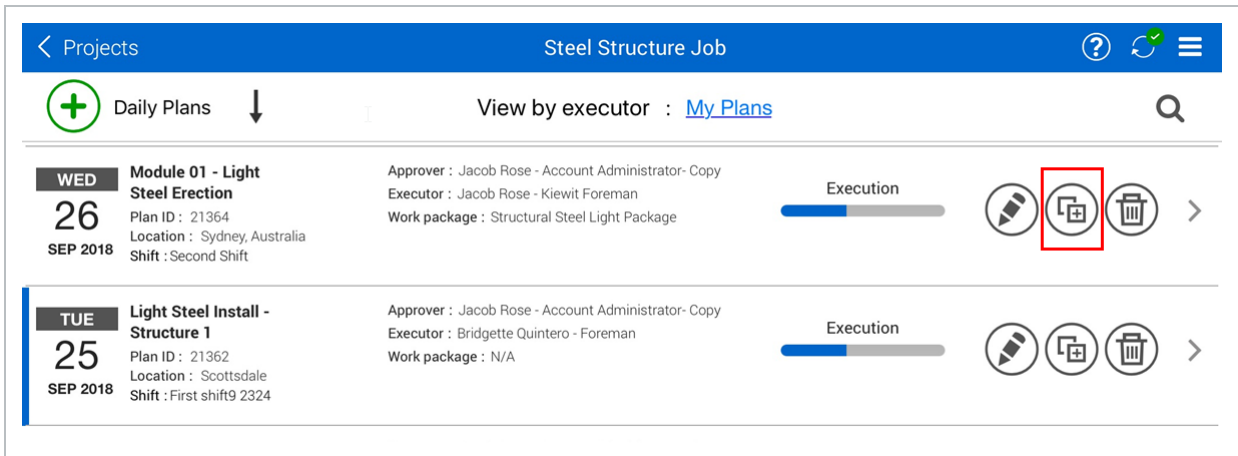 Projects
Steel Structure Job
Daily Plans
View by executor : My Plans
WED
26
SEP 2018
Module 01 - Light
Steel Erection
Plan ID : 21364
Location : Sydney, Australia
Shift : Second Shift
Approver : Jacob Rose - Account Administrator- Copy
Executor : Jacob Rose - Kiewit Foreman
Work package : Structural Steel Light Package
Execution
TUE
25
SEP 2018
Light Steel Install -
Structure 1
Plan ID : 21362
Location : Scottsdale
Shift : First shift9 2324
Approver : Jacob Rose - Account Administrator- Copy
Executor : Bridgette Quintero - Foreman
Work package : N/A
Execution